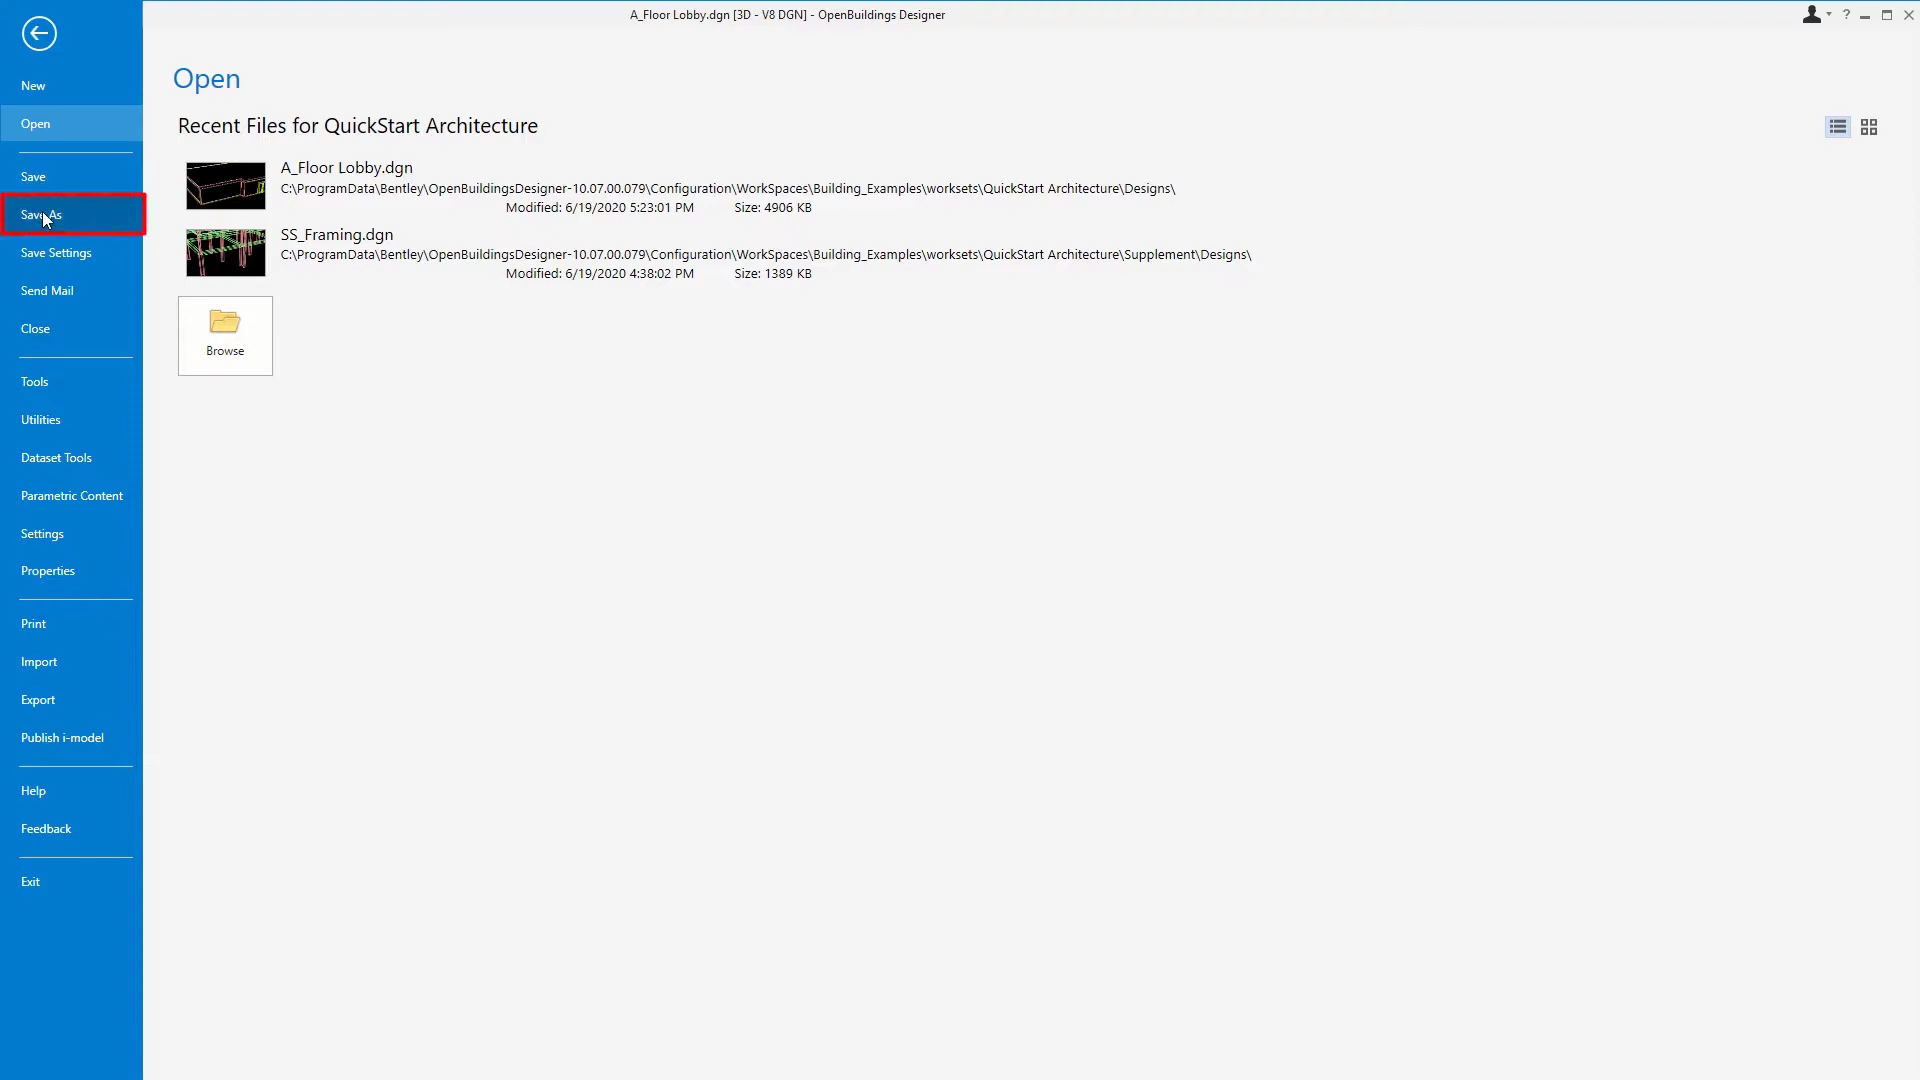 A_Floor Lobby.dgn [3D - V8 DGN] - OpenBuildings Designer
?
New
Open
Save
Save As
Save Settings
Send Mail
Close
Tools
Utilities
Dataset Tools
Parametric Content
Settings
Properties
Print
Import
Export
Publish i-model
Help
Feedback
Exit
Open
Recent Files for QuickStart Architecture
A_Floor Lobby.dgn
C:\ProgramData\Bentley\OpenBuildingsDesigner-10.07.00.079\Configuration\WorkSpaces\Building_Examples\worksets\QuickStart Architecture\Designs\
Modified: 6/19/2020 5:23:01 PM Size: 4906 KB
SS_Framing.dgn
C:\ProgramData\Bentley\OpenBuildingsDesigner-10.07.00.079\Configuration\WorkSpaces\Building_Examples\worksets\QuickStart Architecture\Supplement\Designs\
Modified: 6/19/2020 4:38:02 PM Size: 1389 KB
Browse